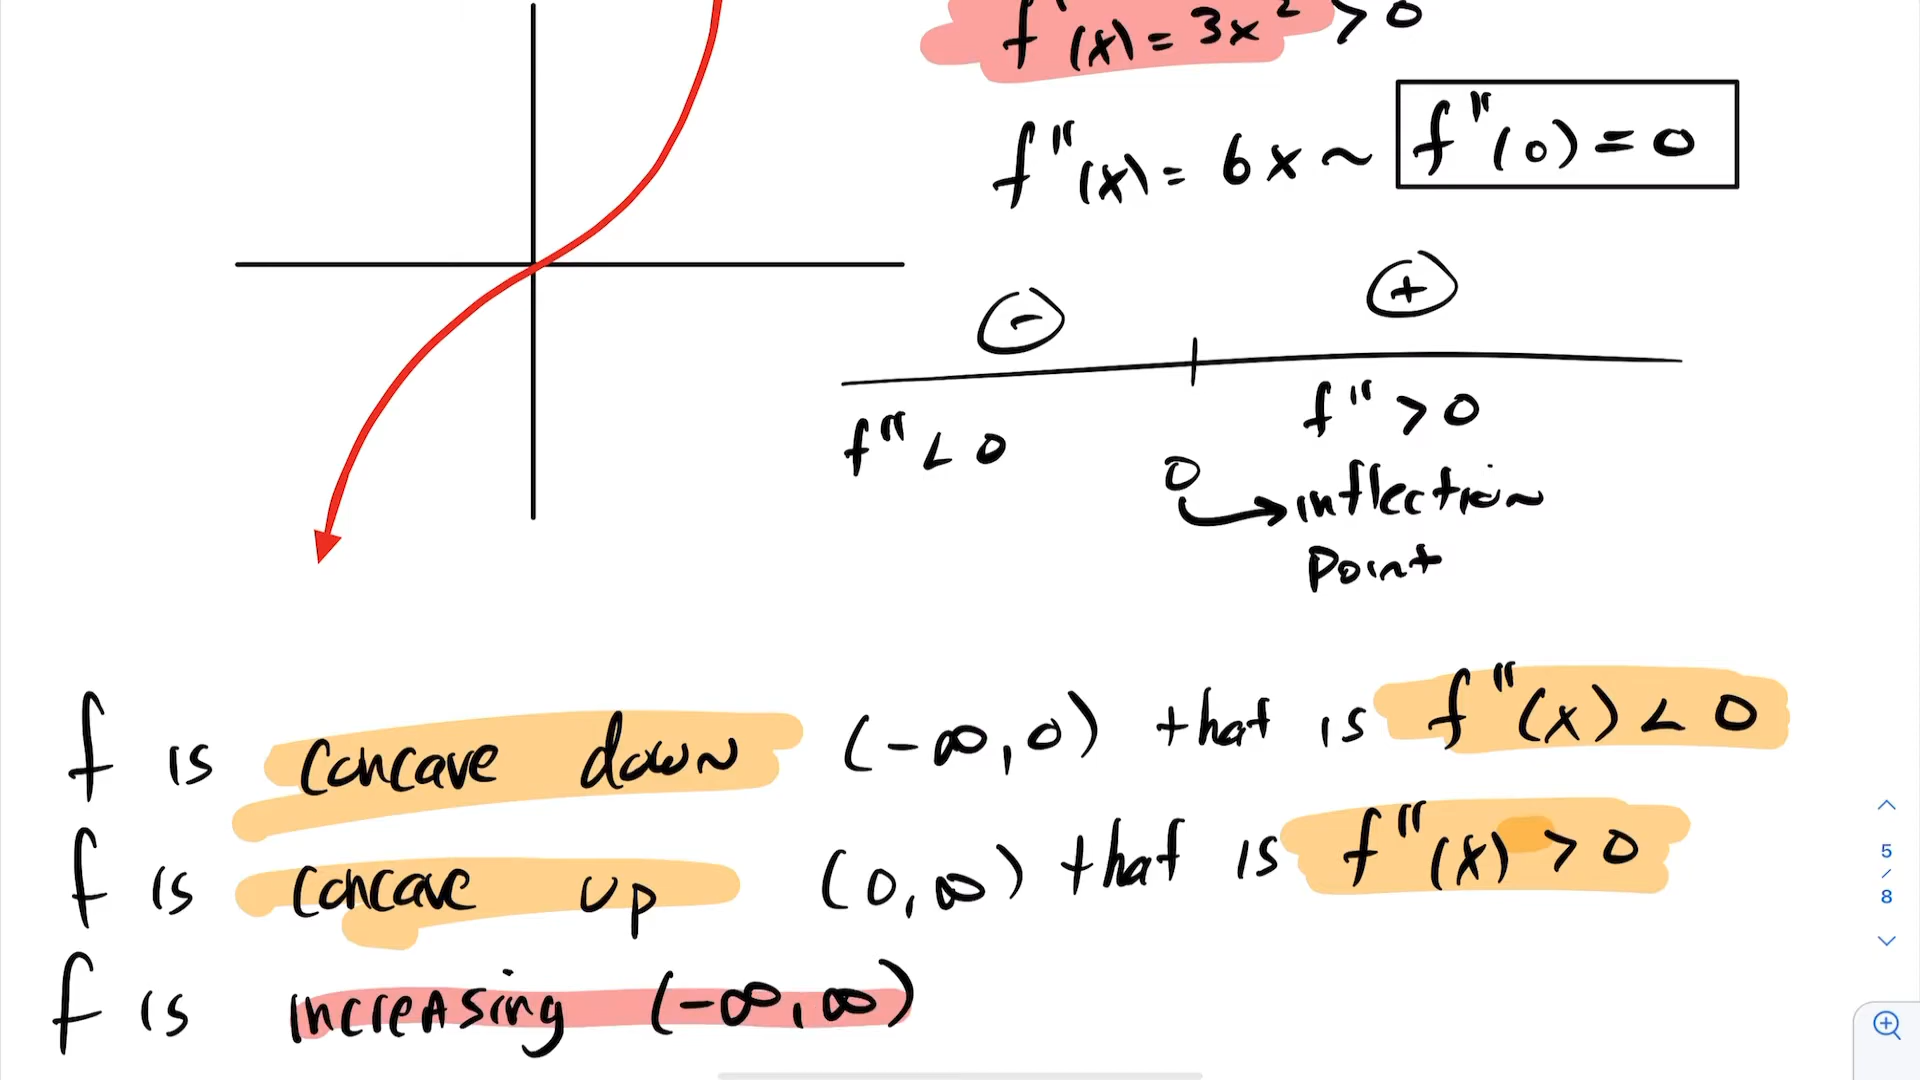 f'(x) = 3x² > 0
f''(x) = 6x ~ f''(0) = 0
- +
f'' < 0 f'' > 0
0 → inflection
point
f is concave down (-∞, 0) that is f''(x) < 0
f is concave up (0, ∞) that is f''(x) > 0
f is increasing (-∞, ∞)
5
/
8